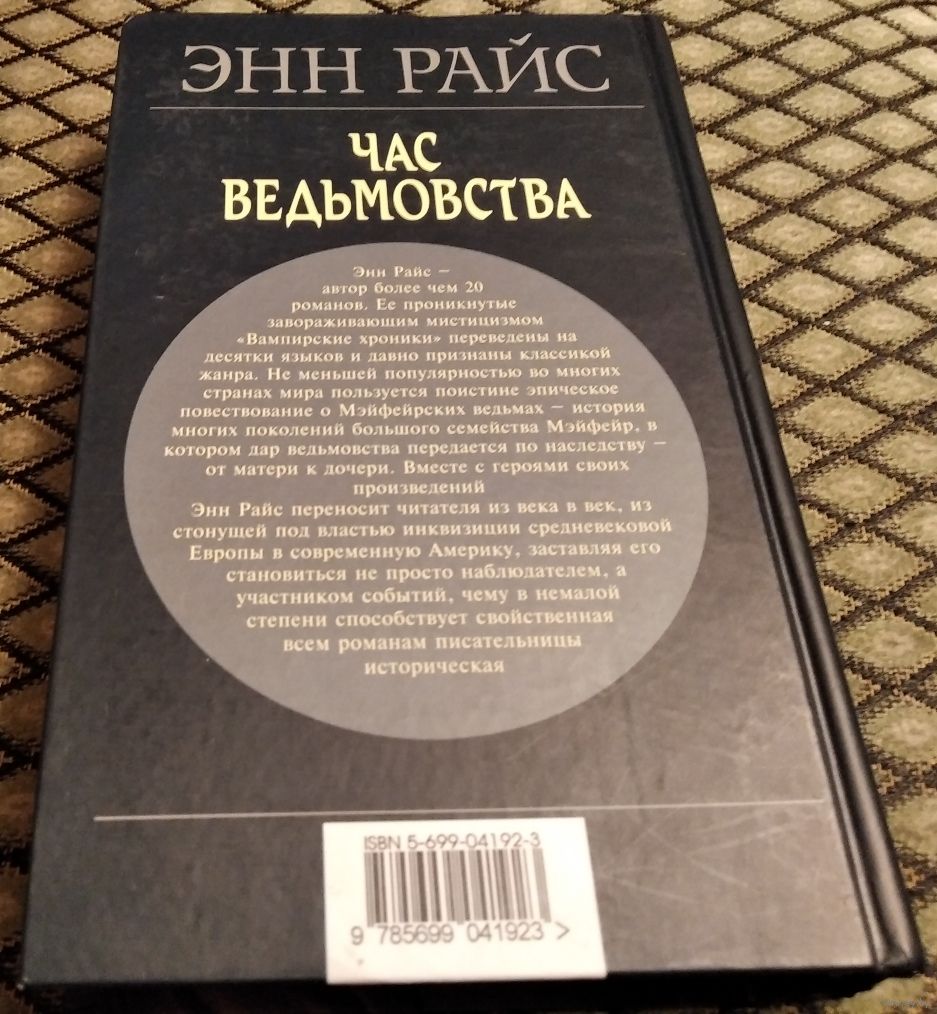 ЭНН РАЙС
ЧАС
ВЕДЬМОВСТВА
Энн Райс –
автор более чем 20
романов. Ее проникнутые
завораживающим мистицизмом
«Вампирские хроники» переведены на
десятки языков и давно признаны классикой
жанра. Не меньшей популярностью во многих
странах мира пользуется поистине эпическое
повествование о Мэйфейрских ведьмах – история
многих поколений большого семейства Мэйфейр, в
котором дар ведьмовства передается по наследству –
от матери к дочери. Вместе с героями своих
произведений
Энн Райс переносит читателя из века в век, из
стонущей под властью инквизиции средневековой
Европы в современную Америку, заставляя его
становиться не просто наблюдателем, а
участником событий, чему в немалой
степени способствует свойственная
всем романам писательницы
историческая
ISBN 5-699-04192-3
9 785699 041923 >